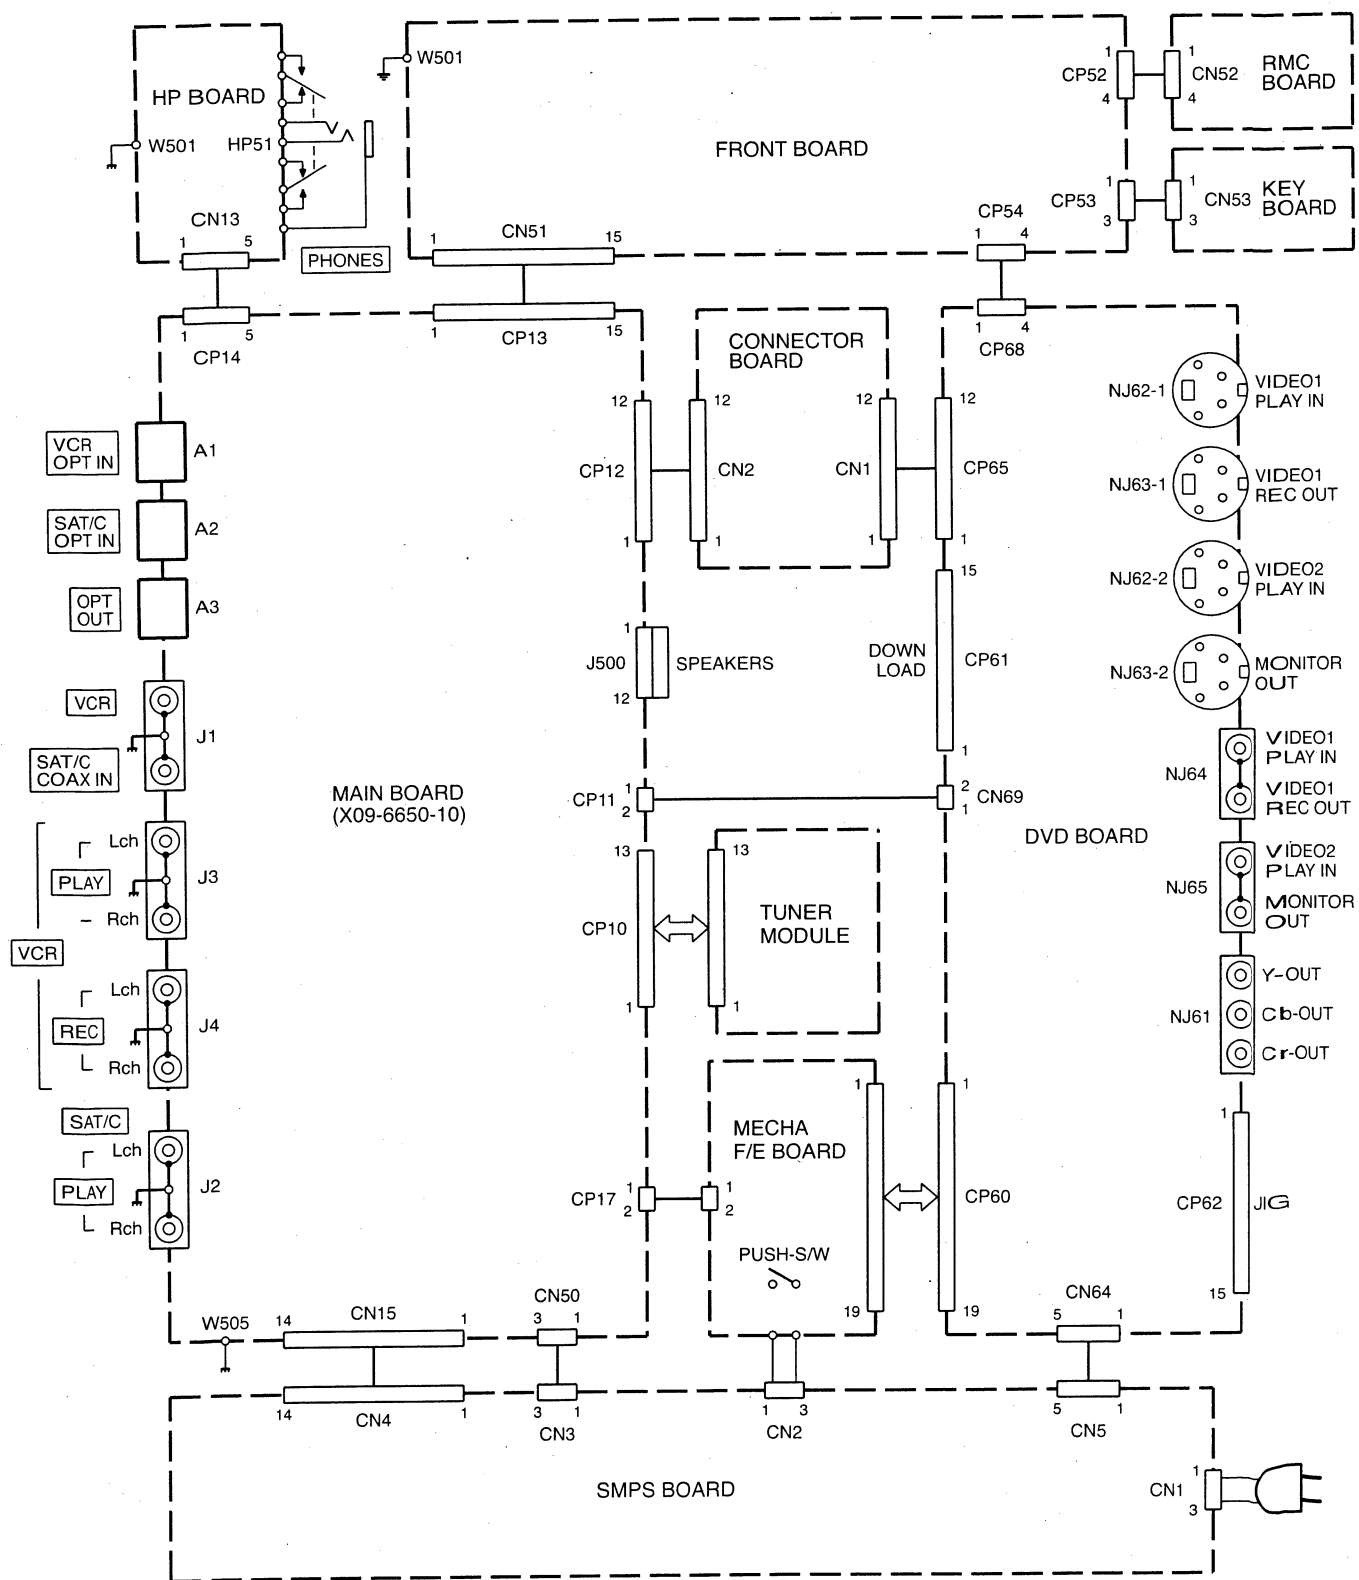 HP BOARD
W501
HP51
CN13
1
5
PHONES
W501
FRONT BOARD
CN51
1
15
CP54
1
4
CP52
1
4
CN52
1
4
RMC
BOARD
CP53
1
3
CN53
1
3
KEY
BOARD
1
5
CP14
1
15
CP13
CONNECTOR
BOARD
1
4
CP68
VCR
OPT IN
A1
SAT/C
OPT IN
A2
OPT
OUT
A3
VCR
J1
SAT/C
COAX IN
VCR
Lch
PLAY
Rch
J3
Lch
REC
Rch
J4
SAT/C
Lch
PLAY
Rch
J2
MAIN BOARD
(X09-6650-10)
12
CP12
1
12
CN2
1
12
CN1
1
12
CP65
1
1
J500
12
SPEAKERS
DOWN
LOAD
15
CP61
1
CP11
1
2
2
1
CN69
13
CP10
1
13
1
TUNER
MODULE
MECHA
F/E BOARD
CP17
1
2
1
2
PUSH-S/W
1
19
1
CP60
19
DVD BOARD
NJ62-1
VIDEO1
PLAY IN
NJ63-1
VIDEO1
REC OUT
NJ62-2
VIDEO2
PLAY IN
NJ63-2
MONITOR
OUT
NJ64
VIDEO1
PLAY IN
VIDEO1
REC OUT
NJ65
VIDEO2
PLAY IN
MONITOR
OUT
NJ61
Y-OUT
Cb-OUT
Cr-OUT
1
CP62
JIG
15
W505
14
CN15
1
CN50
3
1
CN64
5
1
14
CN4
1
3
1
CN3
1
3
CN2
5
1
CN5
SMPS BOARD
CN1
1
3